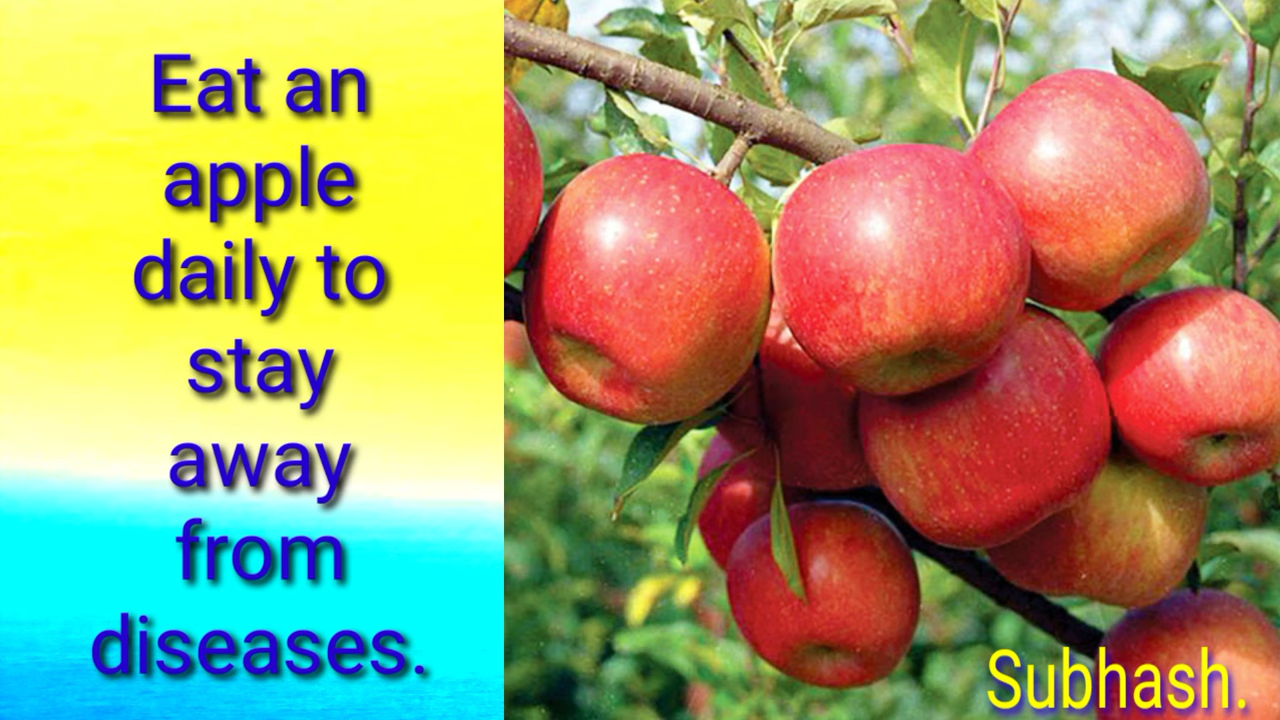 Eat an
apple
daily to
stay
away
from
diseases.
Subhash.